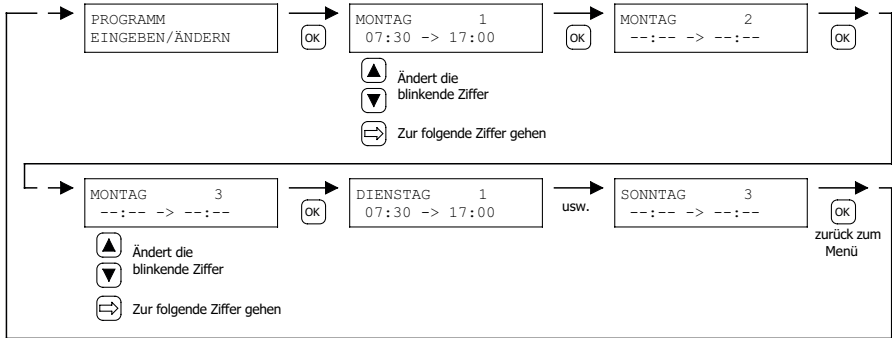 PROGRAMM
EINGEBEN/ÄNDERN
OK
MONTAG 1
07:30 -> 17:00
OK
MONTAG 2
--:-- -> --:--
OK
Ändert die
blinkende Ziffer
Zur folgende Ziffer gehen
MONTAG 3
--:-- -> --:--
OK
DIENSTAG 1
07:30 -> 17:00
usw.
SONNTAG 3
--:-- -> --:--
OK
zurück zum
Menü
Ändert die
blinkende Ziffer
Zur folgende Ziffer gehen